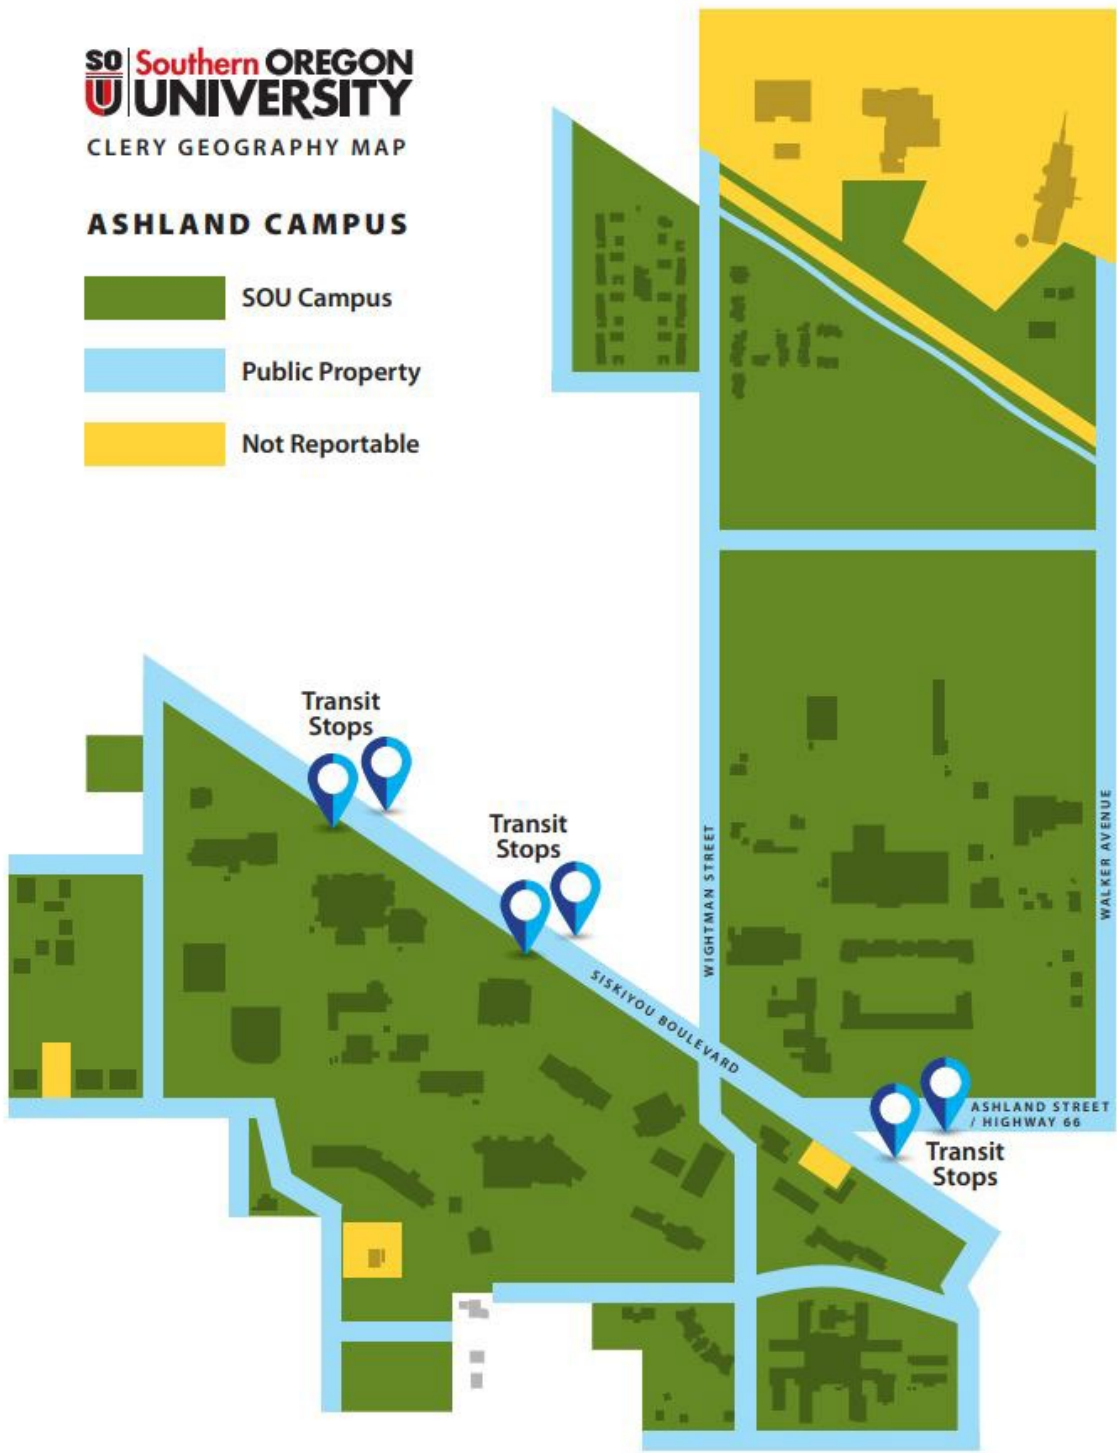 SO Southern OREGON
U UNIVERSITY
CLERY GEOGRAPHY MAP
ASHLAND CAMPUS
SOU Campus
Public Property
Not Reportable
Transit
Stops
Transit
Stops
SISKIYOU BOULEVARD
WIGHTMAN STREET
WALKER AVENUE
ASHLAND STREET
/ HIGHWAY 66
Transit
Stops